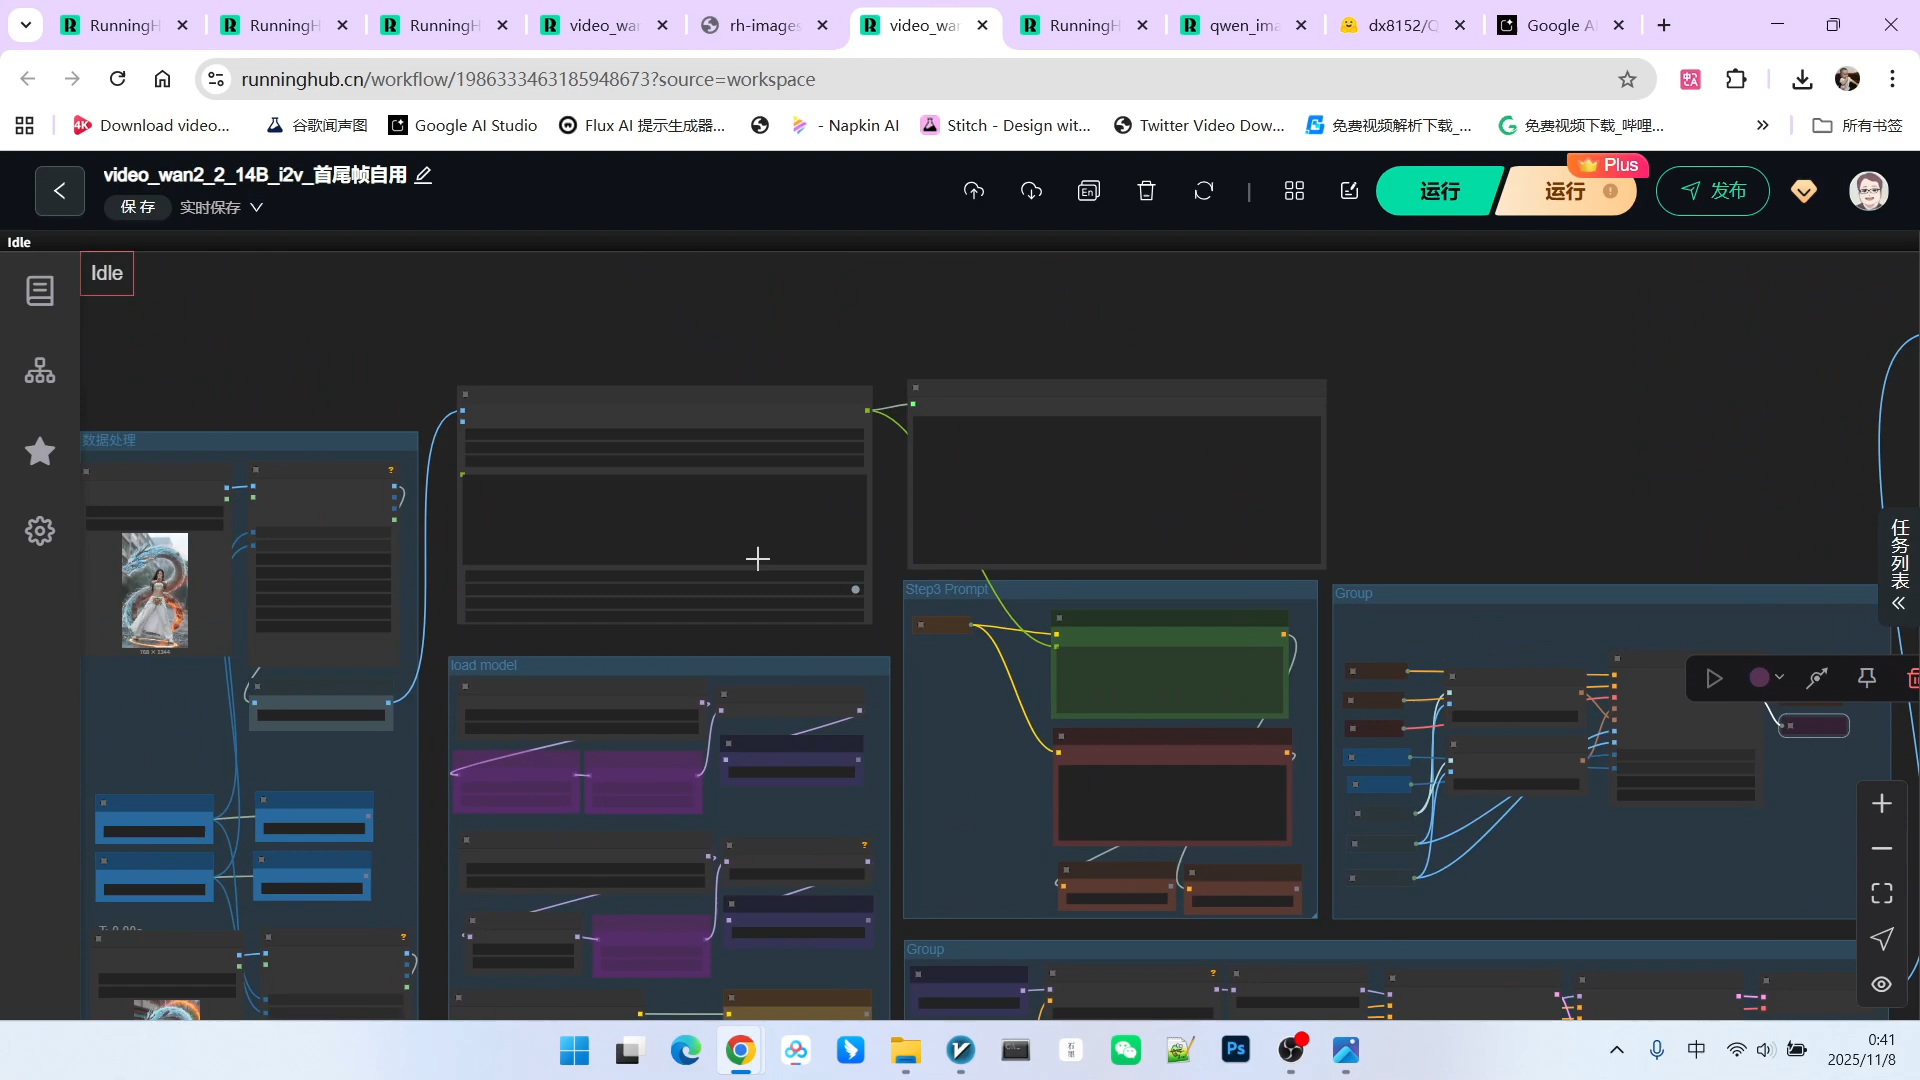 RunningH
RunningH
RunningH
video_wan
rh-images
video_wan
RunningH
qwen_ima
dx8152/Q
Google A
runninghub.cn/workflow/1986333463185948673?source=workspace
Download video...
谷歌闻声图
Google AI Studio
Flux AI 提示生成器...
- Napkin AI
Stitch - Design wit...
Twitter Video Dow...
免费视频解析下载_...
免费视频下载_哔哩...
所有书签
video_wan2_2_14B_i2v_首尾帧自用
保存
实时保存
En
运行
Plus
运行
发布
Idle
Idle
数据处理
load model
Step3 Prompt
Group
Group
任务列表
中
0:41
2025/11/8